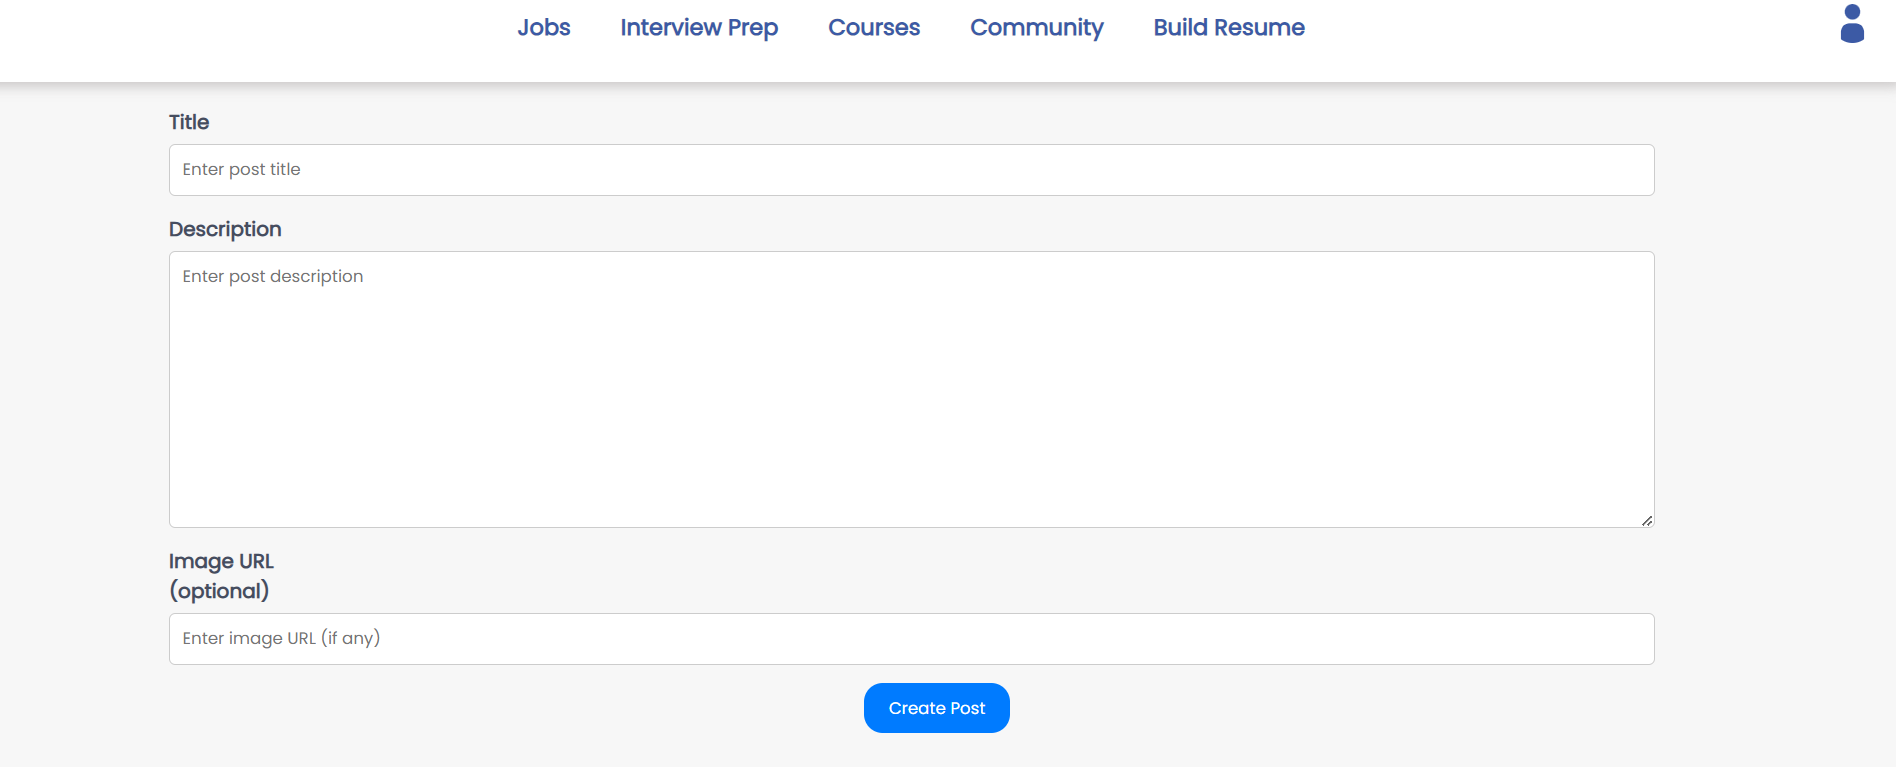 Jobs Interview Prep Courses Community Build Resume
Title
Enter post title
Description
Enter post description
Image URL
(optional)
Enter image URL (if any)
Create Post